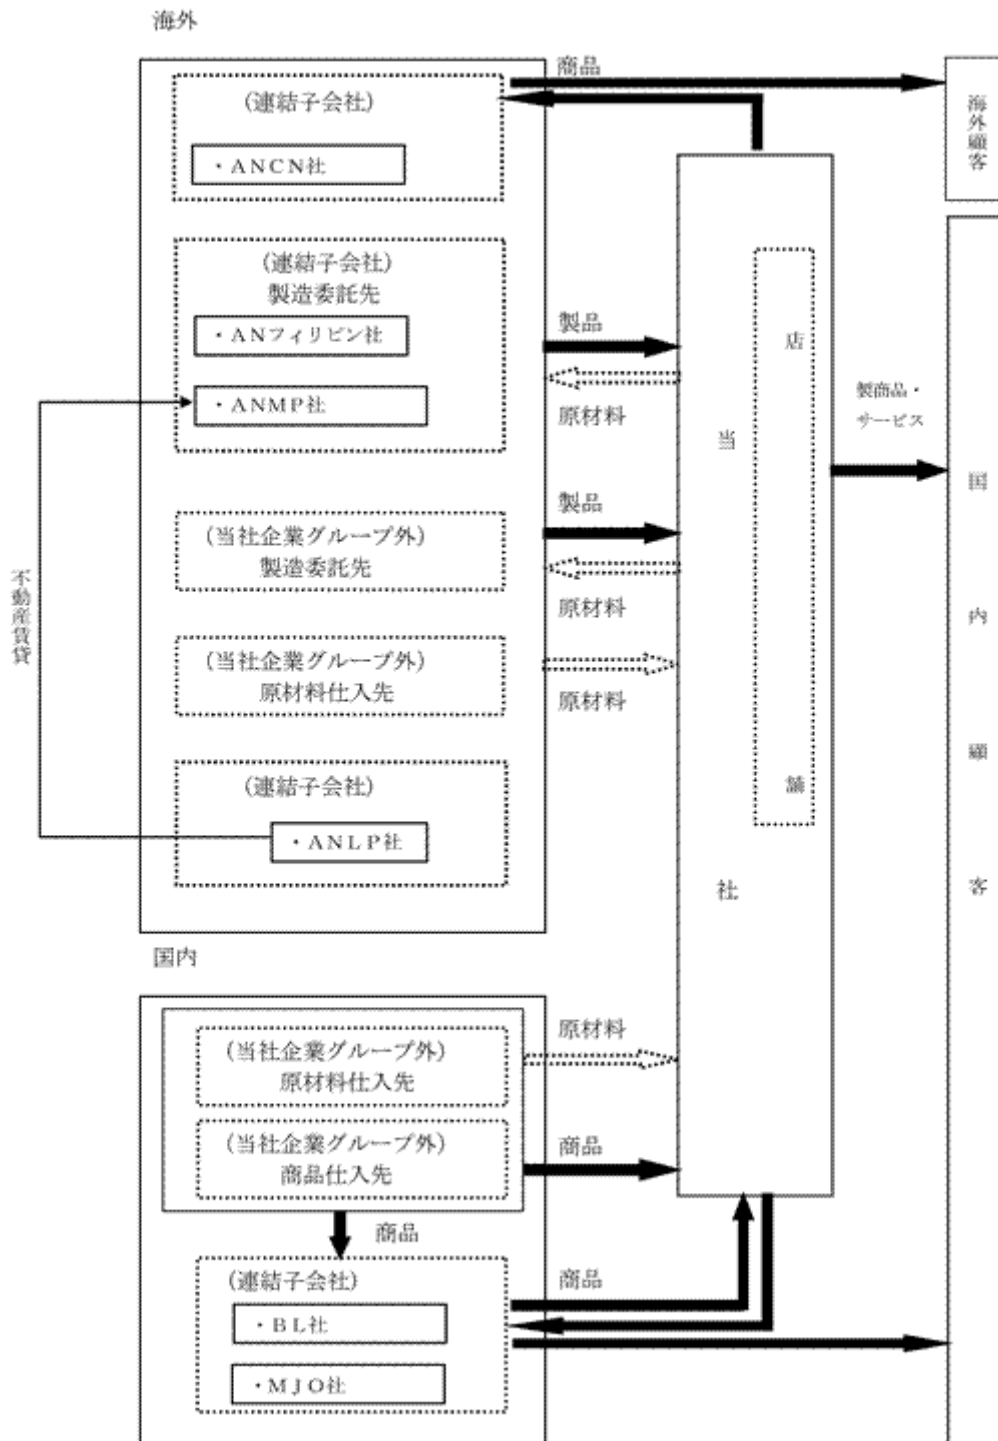 海外
商品
(連結子会社)
・ANCN社
海外顧客
(連結子会社)
製造委託先
・ANフィリピン社
・ANMP社
製品
原材料
店舗
当社
製商品・
サービス
国内顧客
(当社企業グループ外)
製造委託先
製品
原材料
不動産賃貸
(当社企業グループ外)
原材料仕入先
原材料
(連結子会社)
・ANLP社
国内
(当社企業グループ外)
原材料仕入先
原材料
(当社企業グループ外)
商品仕入先
商品
商品
(連結子会社)
・BL社
・MJO社
商品